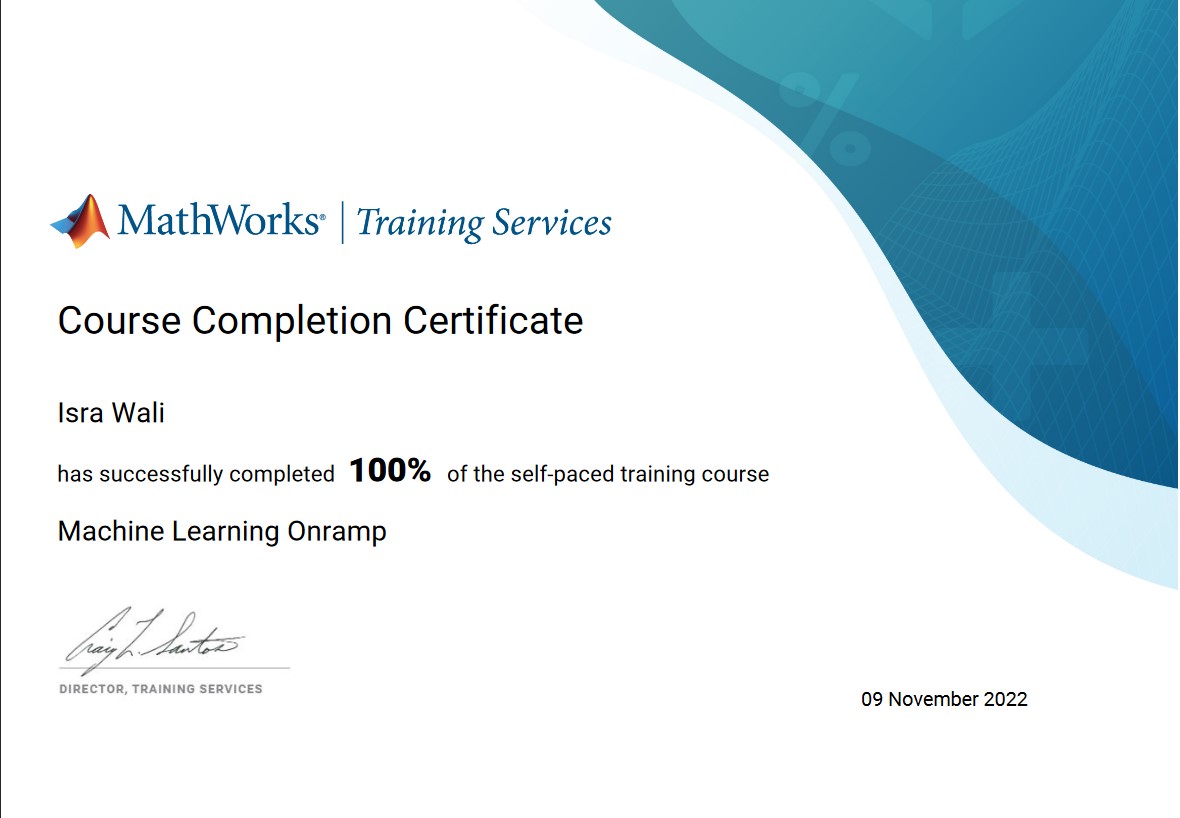 MathWorks® | Training Services
Course Completion Certificate
Isra Wali
has successfully completed 100% of the self-paced training course
Machine Learning Onramp
Craig L. Santos
DIRECTOR, TRAINING SERVICES
09 November 2022